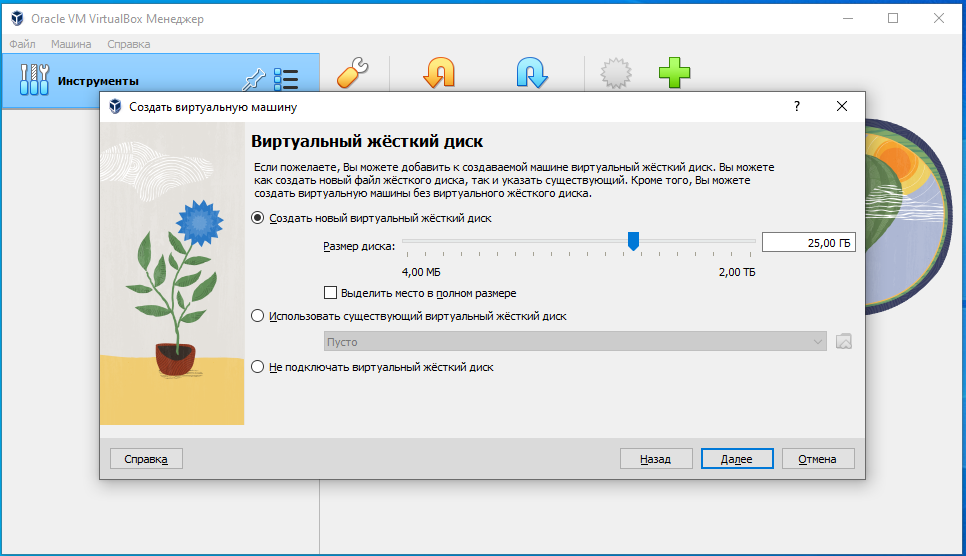 Oracle VM VirtualBox Менеджер
Файл Машина Справка
Инструменты
Создать виртуальную машину
?
Виртуальный жёсткий диск
Если пожелаете, Вы можете добавить к создаваемой машине виртуальный жёсткий диск. Вы можете
как создать новый файл жёсткого диска, так и указать существующий. Кроме того, Вы можете
создать виртуальную машины без виртуального жёсткого диска.
Создать новый виртуальный жёсткий диск
Размер диска:
25,00 ГБ
4,00 МБ
2,00 ТБ
Выделить место в полном размере
Использовать существующий виртуальный жёсткий диск
Пусто
Не подключать виртуальный жёсткий диск
Справка
Назад
Далее
Отмена